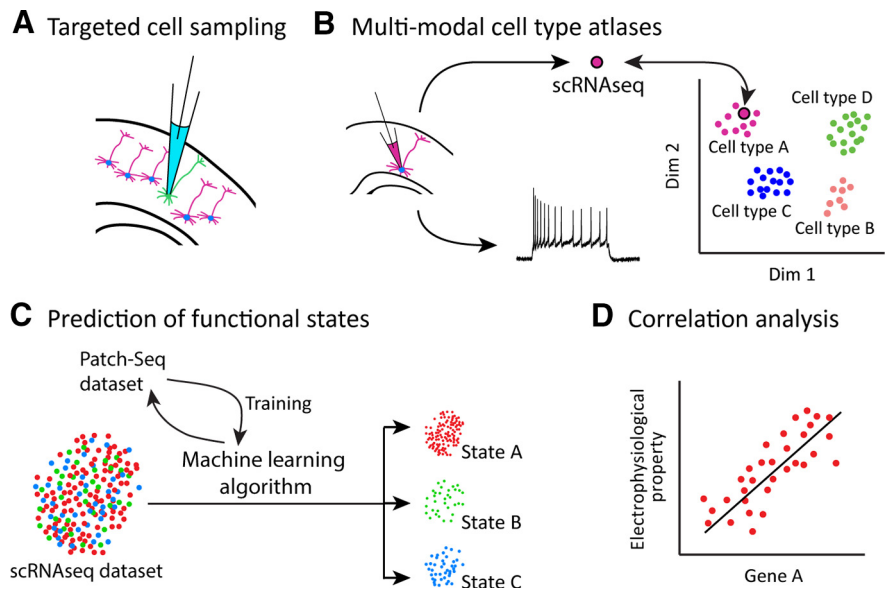 A Targeted cell sampling
B Multi-modal cell type atlases
scRNAseq
Dim 2
Cell type D
Cell type A
Cell type C
Cell type B
Dim 1
C Prediction of functional states
Patch-Seq
dataset
Training
Machine learning
algorithm
scRNAseq dataset
State A
State B
State C
D Correlation analysis
Electrophysiological
property
Gene A